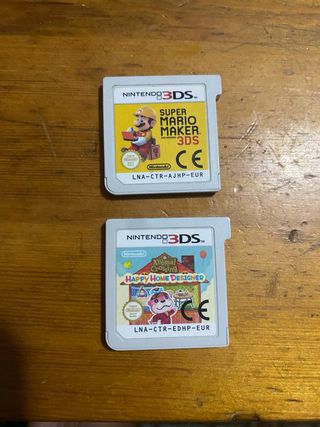 NINTENDO 3DS
SUPER
MARIO
MAKER
3DS
Nintendo
CE
LNA-CTR-AJHP-EUR
NINTENDO 3DS
Nintendo
Animal
Crossing
HAPPY HOME DESIGNER
CE
LNA-CTR-EDHP-EUR